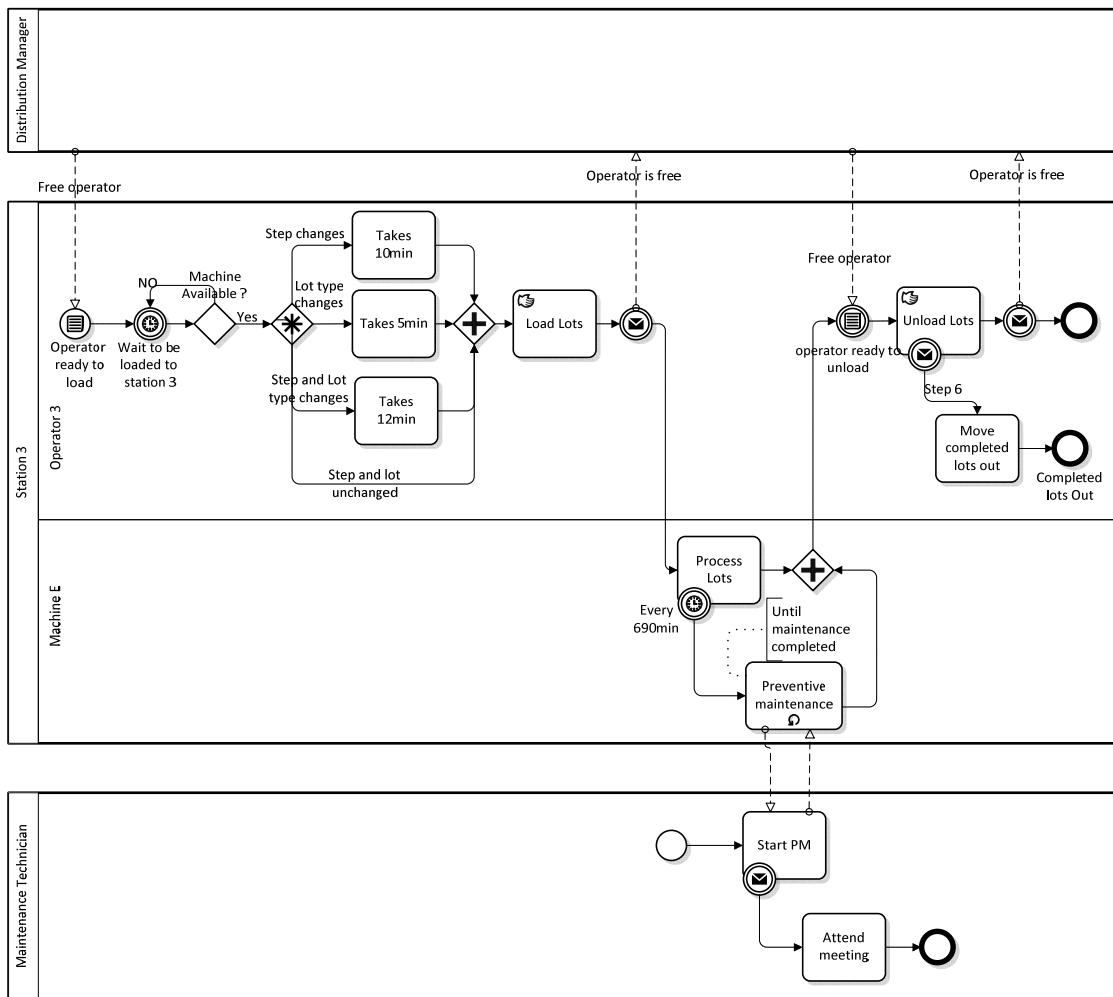 Distribution Manager
Free operator
Operator is free
Operator is free
Station 3
Operator 3
Step changes
Takes
10min
Free operator
NO
Machine
Available ?
Lot type
changes
Yes
Takes 5min
Load Lots
Unload Lots
Operator
ready to
load
Wait to be
loaded to
station 3
operator ready to
unload
Step and Lot
type changes
Takes
12min
Step 6
Move
completed
lots out
Step and lot
unchanged
Completed
lots Out
Machine E
Process
Lots
Every
690min
Until
maintenance
completed
Preventive
maintenance
Maintenance Technician
Start PM
Attend
meeting